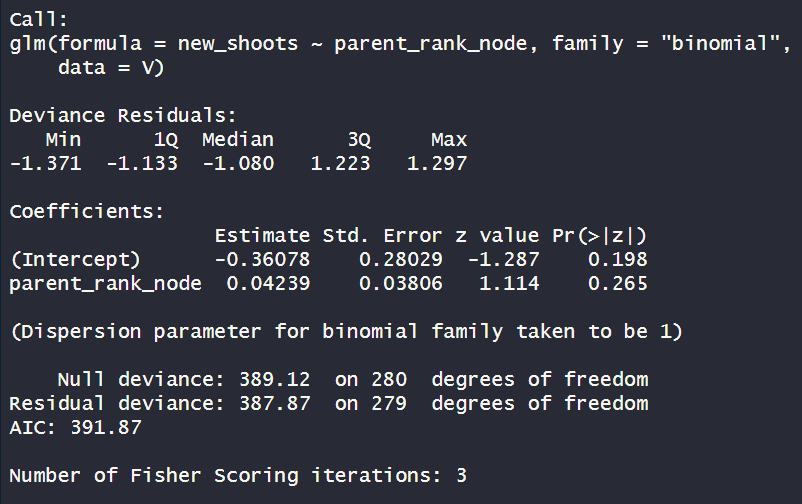 Call:
glm(formula = new_shoots ~ parent_rank_node, family = "binomial",
    data = V)

Deviance Residuals:
   Min      1Q  Median      3Q     Max
-1.371  -1.133  -1.080   1.223   1.297

Coefficients:
                 Estimate Std. Error z value Pr(>|z|)
(Intercept)      -0.36078    0.28029  -1.287    0.198
parent_rank_node  0.04239    0.03806   1.114    0.265

(Dispersion parameter for binomial family taken to be 1)

    Null deviance: 389.12  on 280  degrees of freedom
Residual deviance: 387.87  on 279  degrees of freedom
AIC: 391.87

Number of Fisher Scoring iterations: 3